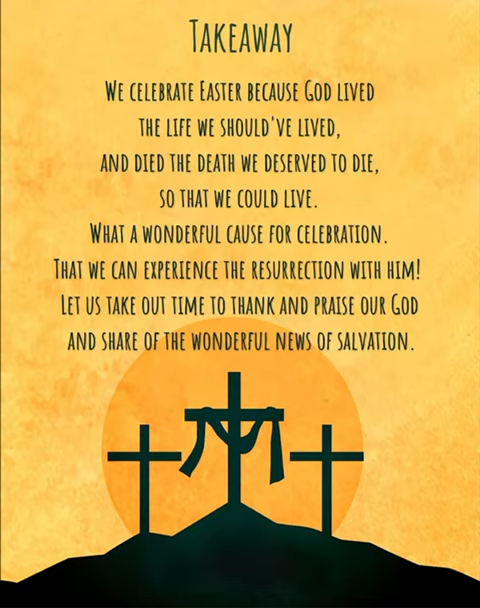 Takeaway
We celebrate Easter because God lived
the life we should've lived,
and died the death we deserved to die,
so that we could live.
What a wonderful cause for celebration.
That we can experience the resurrection with him!
Let us take out time to thank and praise our God
and share of the wonderful news of salvation.